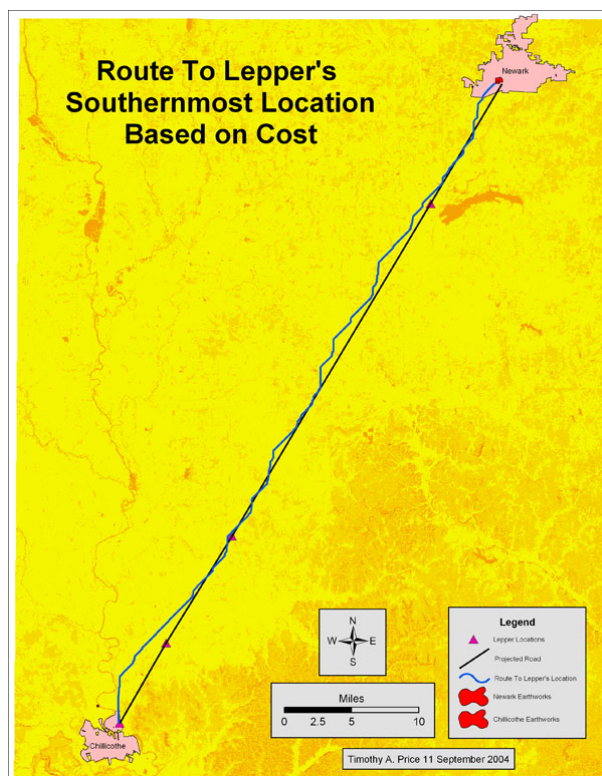 Route To Lepper's
Southernmost Location
Based on Cost
Newark
N
W E
S
Miles
0 2.5 5 10
Legend
Lepper Locations
Projected Road
Route To Lepper's Location
Newark Earthworks
Chillicothe Earthworks
Chillicothe
Timothy A. Price 11 September 2004